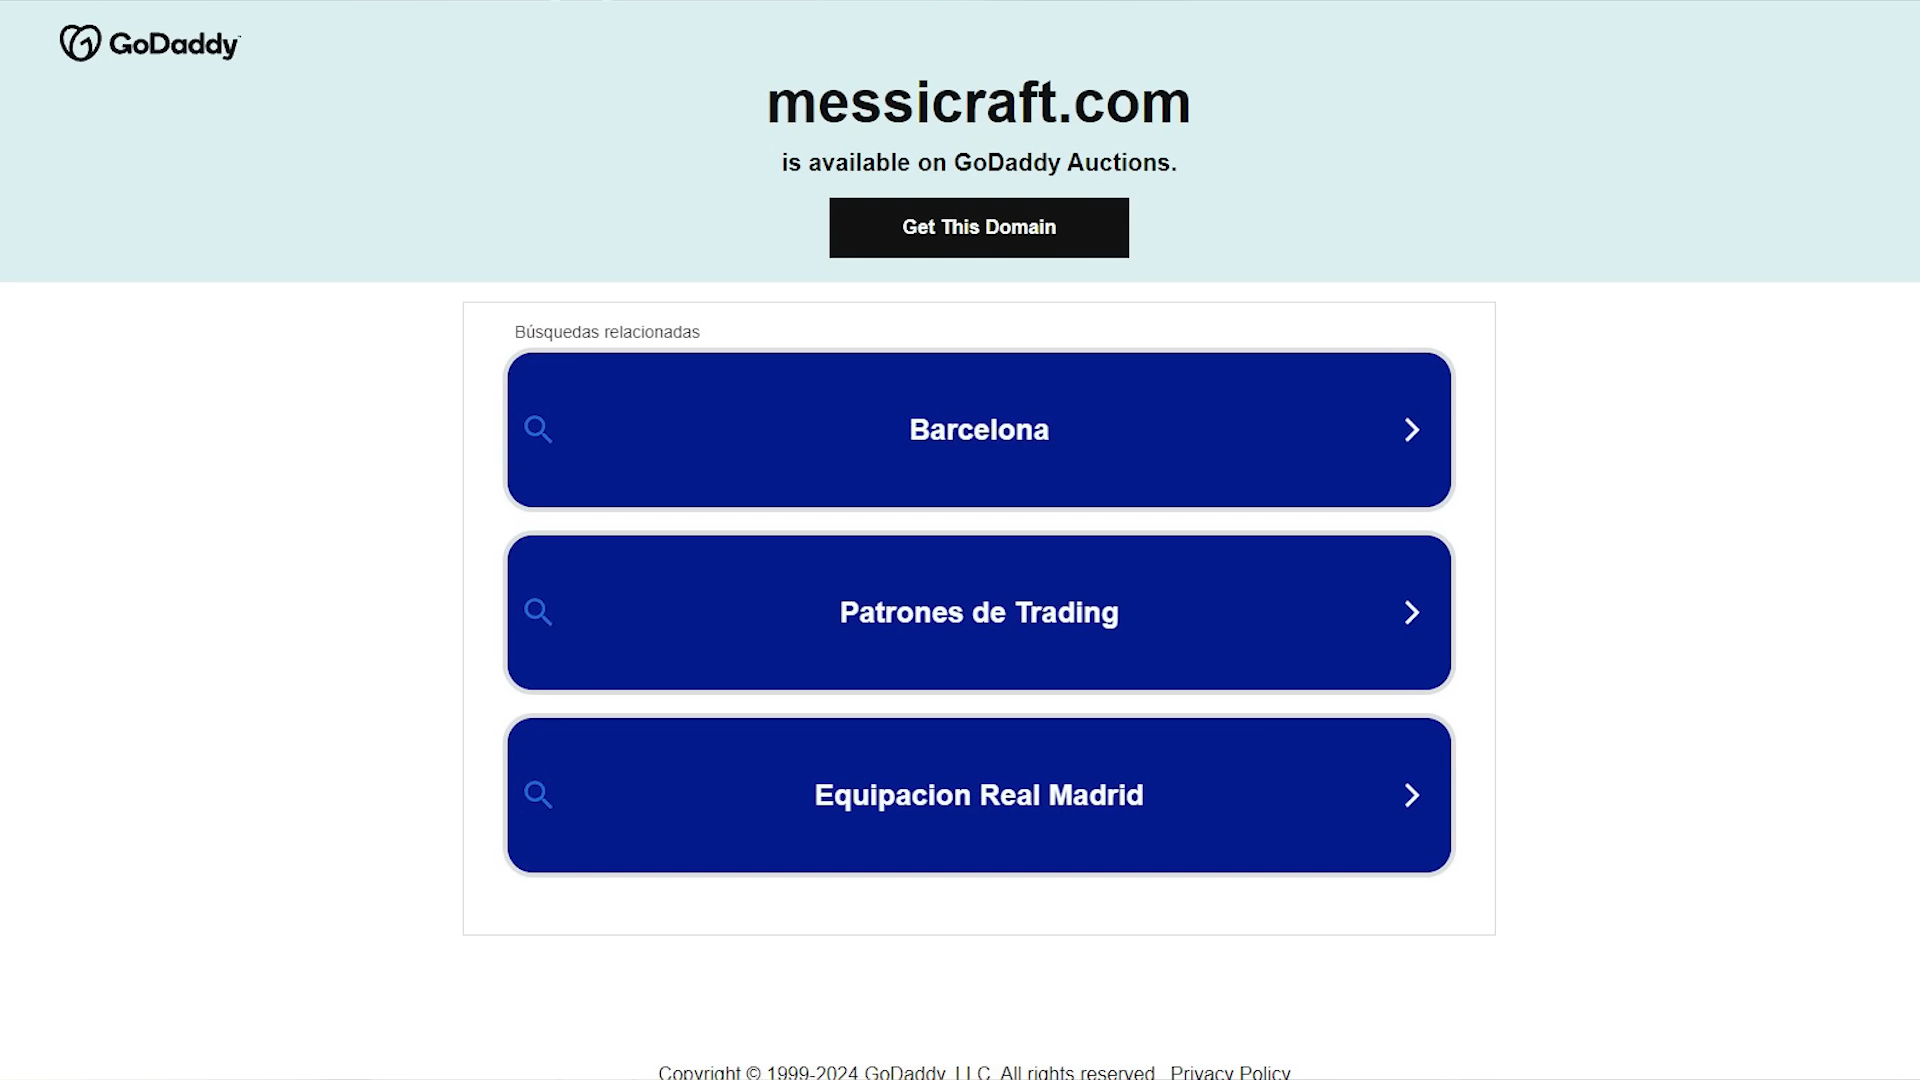 GoDaddy
messicraft.com
is available on GoDaddy Auctions.
Get This Domain
Búsquedas relacionadas
Barcelona
Patrones de Trading
Equipacion Real Madrid
Copyright © 1999-2024 GoDaddy, LLC. All rights reserved. Privacy Policy